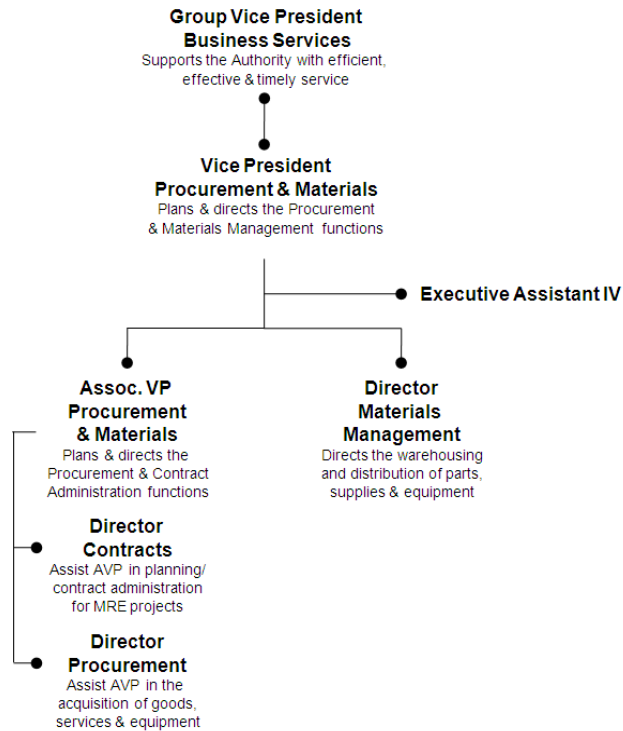 Group Vice President
Business Services
Supports the Authority with efficient,
effective & timely service
Vice President
Procurement & Materials
Plans & directs the Procurement
& Materials Management functions
Executive Assistant IV
Assoc. VP
Procurement
& Materials
Plans & directs the
Procurement & Contract
Administration functions
Director
Materials
Management
Directs the warehousing
and distribution of parts,
supplies & equipment
Director
Contracts
Assist AVP in planning/
contract administration
for MRE projects
Director
Procurement
Assist AVP in the
acquisition of goods,
services & equipment